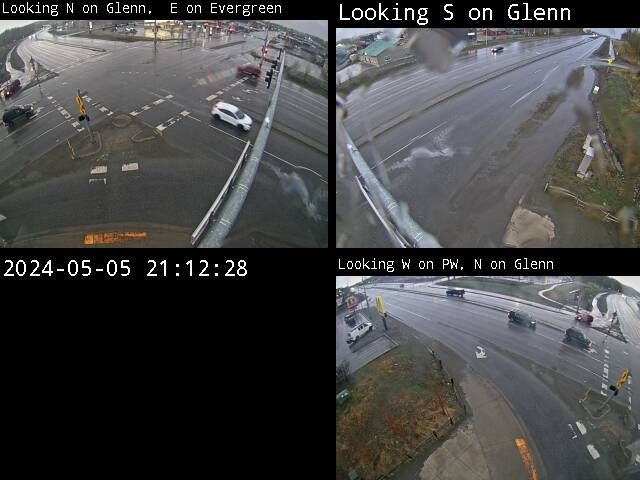 Looking N on Glenn,  E on Evergreen
Looking S on Glenn
2024-05-05 21:12:28
Looking W on PW, N on Glenn